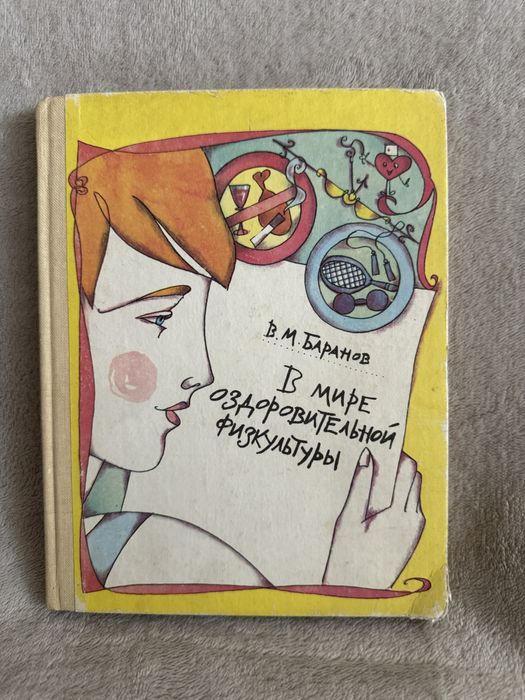 В.М. БАРАНОВ
В МИРЕ
ОЗДОРОВИТЕЛЬНОЙ
ФИЗКУЛЬТУРЫ